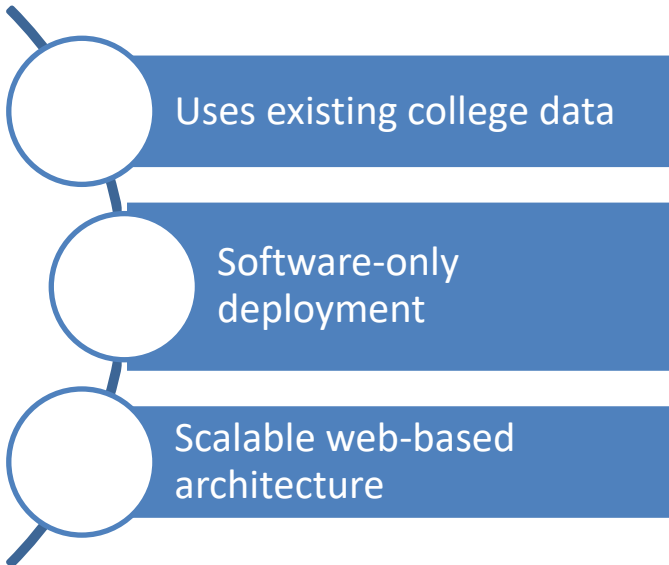 Uses existing college data
Software-only
deployment
Scalable web-based
architecture